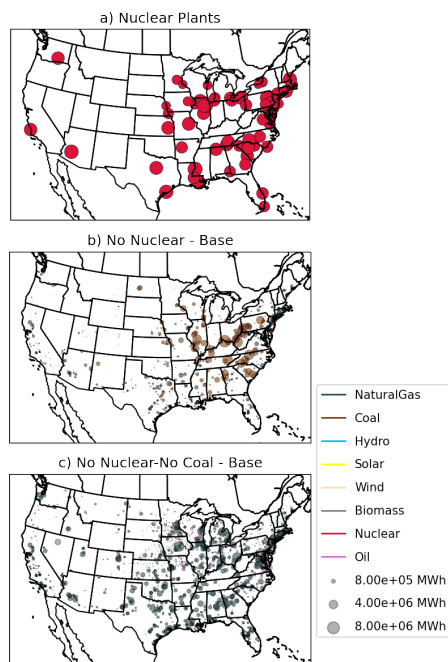 a) Nuclear Plants
b) No Nuclear - Base
c) No Nuclear-No Coal - Base
NaturalGas
Coal
Hydro
Solar
Wind
Biomass
Nuclear
Oil
8.00e+05 MWh
4.00e+06 MWh
8.00e+06 MWh